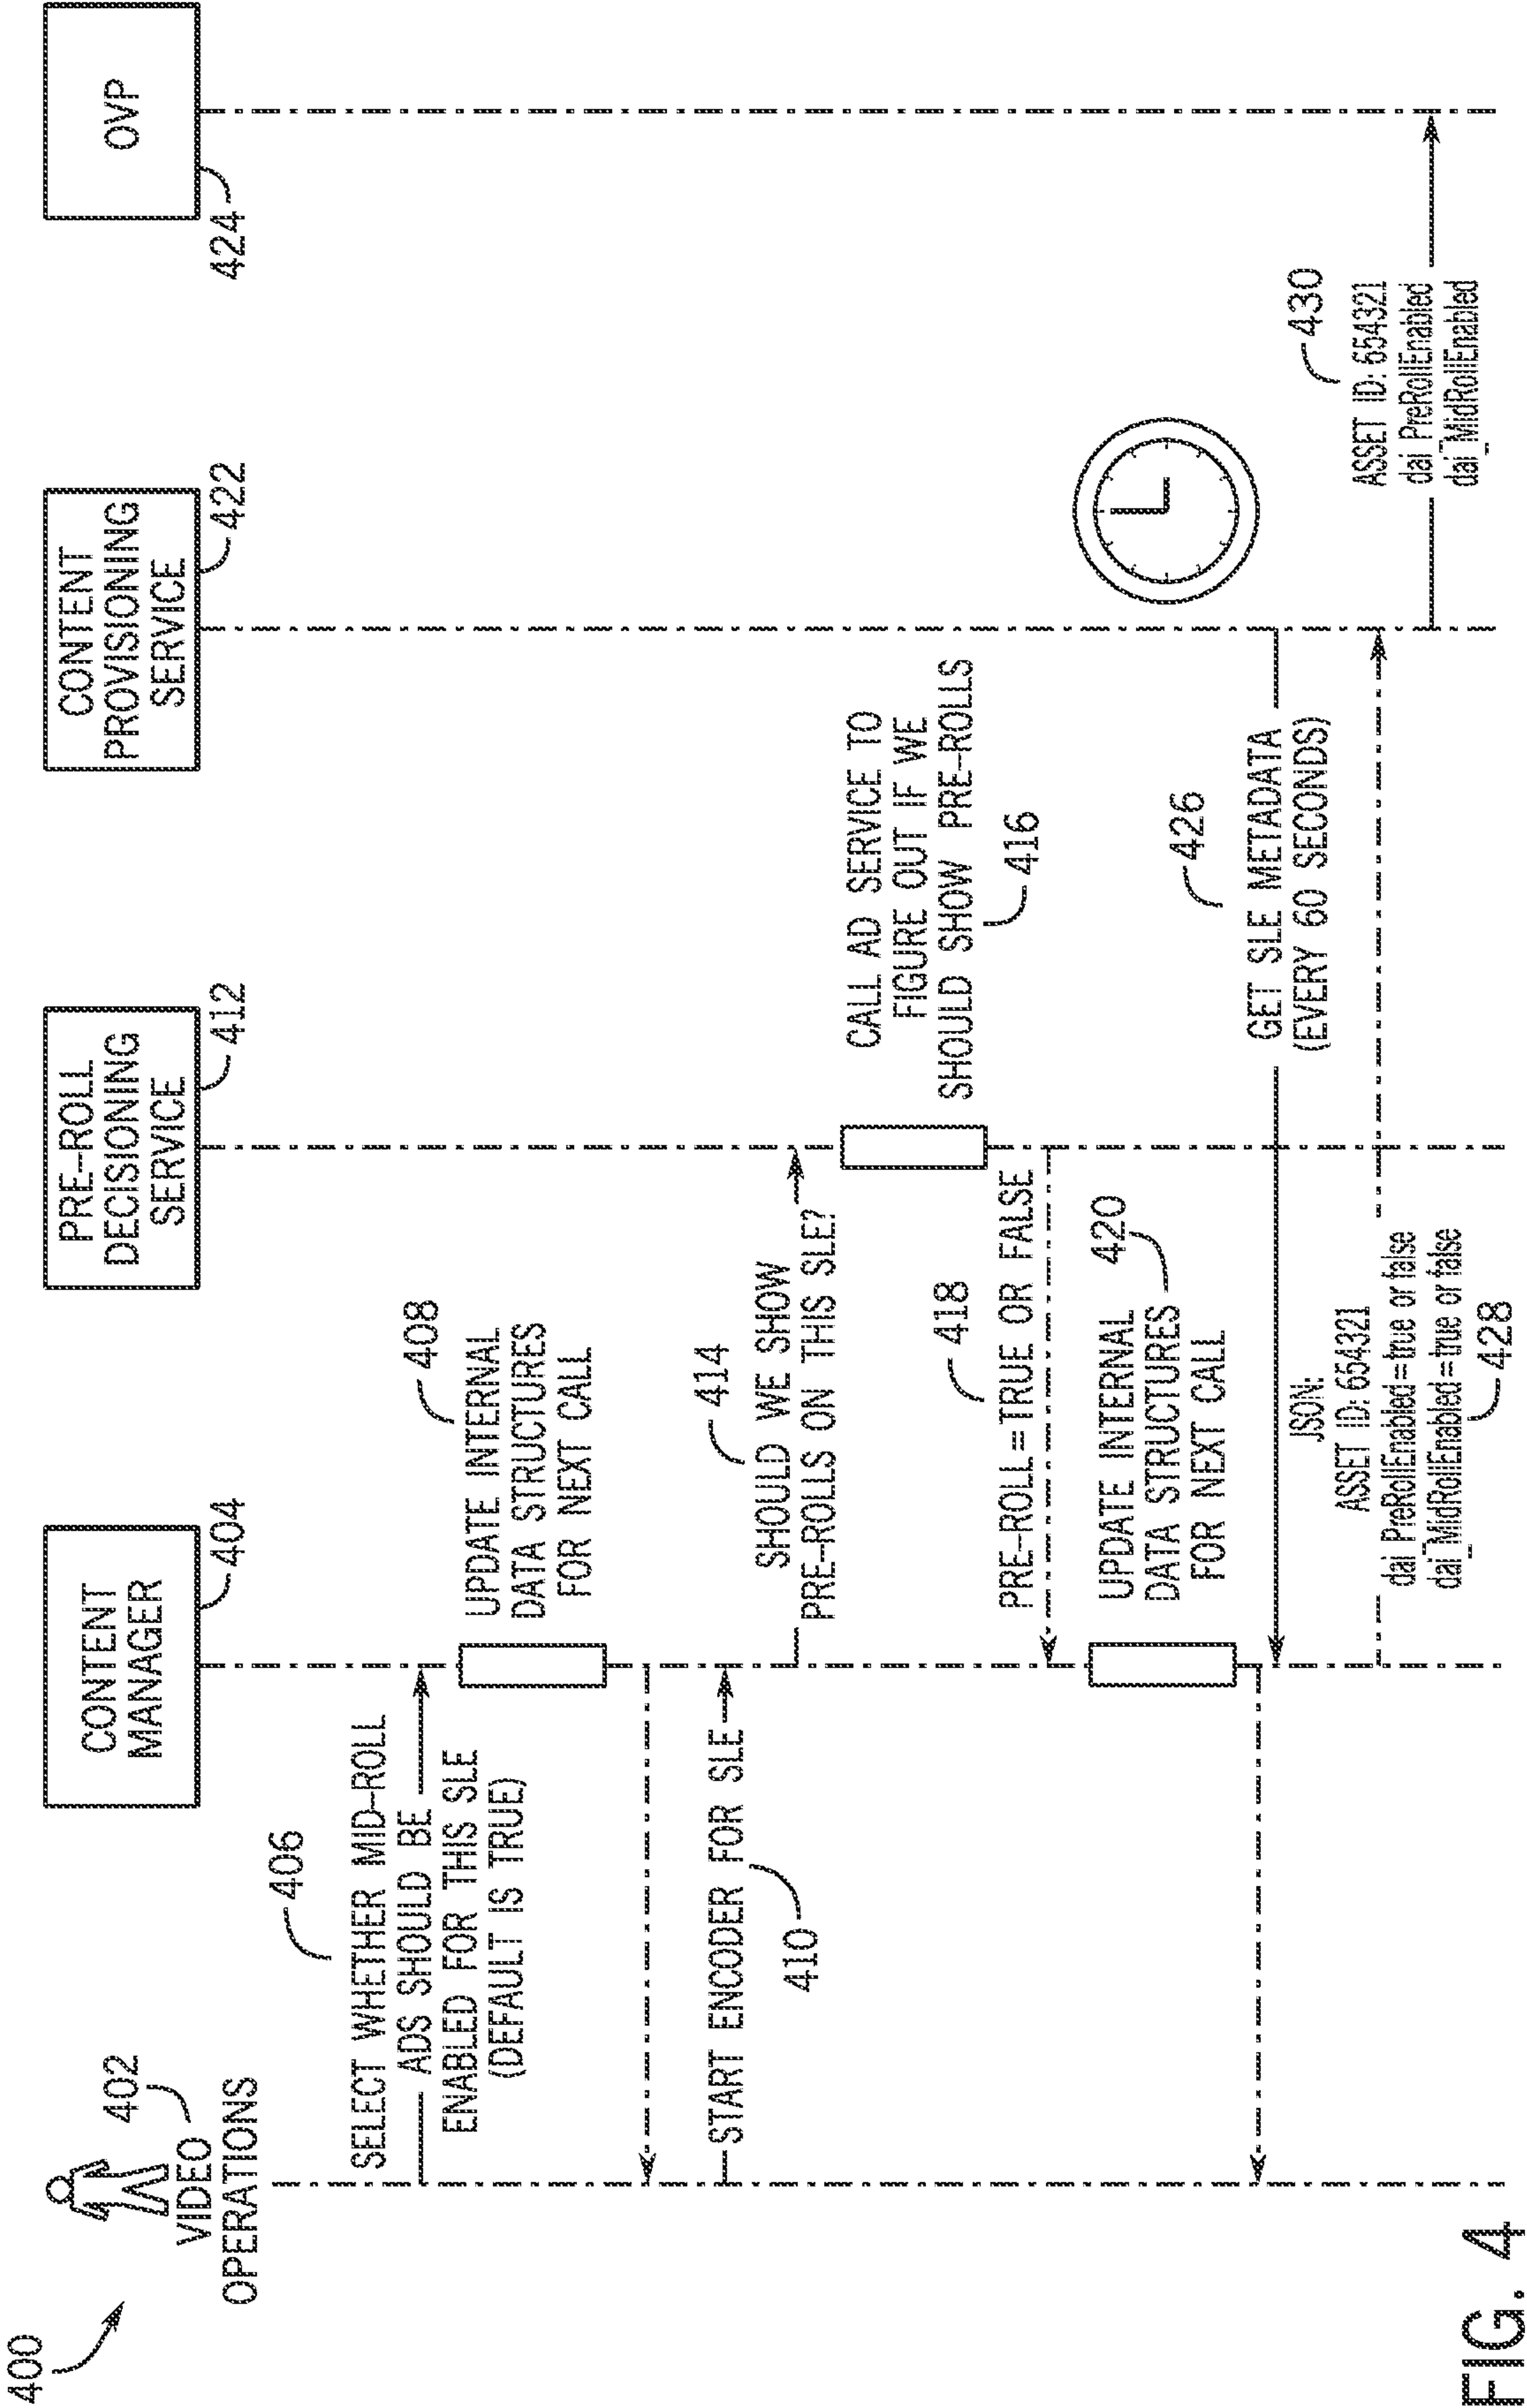 400
402
VIDEO
OPERATIONS
CONTENT
MANAGER
404
PRE-ROLL
DECISIONING
SERVICE
412
CONTENT
PROVISIONING
SERVICE
422
OVP
424
406
SELECT WHETHER MID-ROLL
ADS SHOULD BE
ENABLED FOR THIS SLE
(DEFAULT IS TRUE)
408
UPDATE INTERNAL
DATA STRUCTURES
FOR NEXT CALL
START ENCODER FOR SLE
410
414
SHOULD WE SHOW
PRE-ROLLS ON THIS SLE?
CALL AD SERVICE TO
FIGURE OUT IF WE
SHOULD SHOW PRE-ROLLS
416
418
PRE-ROLL=TRUE OR FALSE
420
UPDATE INTERNAL
DATA STRUCTURES
FOR NEXT CALL
426
GET SLE METADATA
(EVERY 60 SECONDS)
JSON:
ASSET ID: 654321
dai_PreRollEnabled=true or false
dai_MidRollEnabled=true or false
428
430
ASSET ID: 654321
dai_PreRollEnabled
dai_MidRollEnabled
FIG. 4